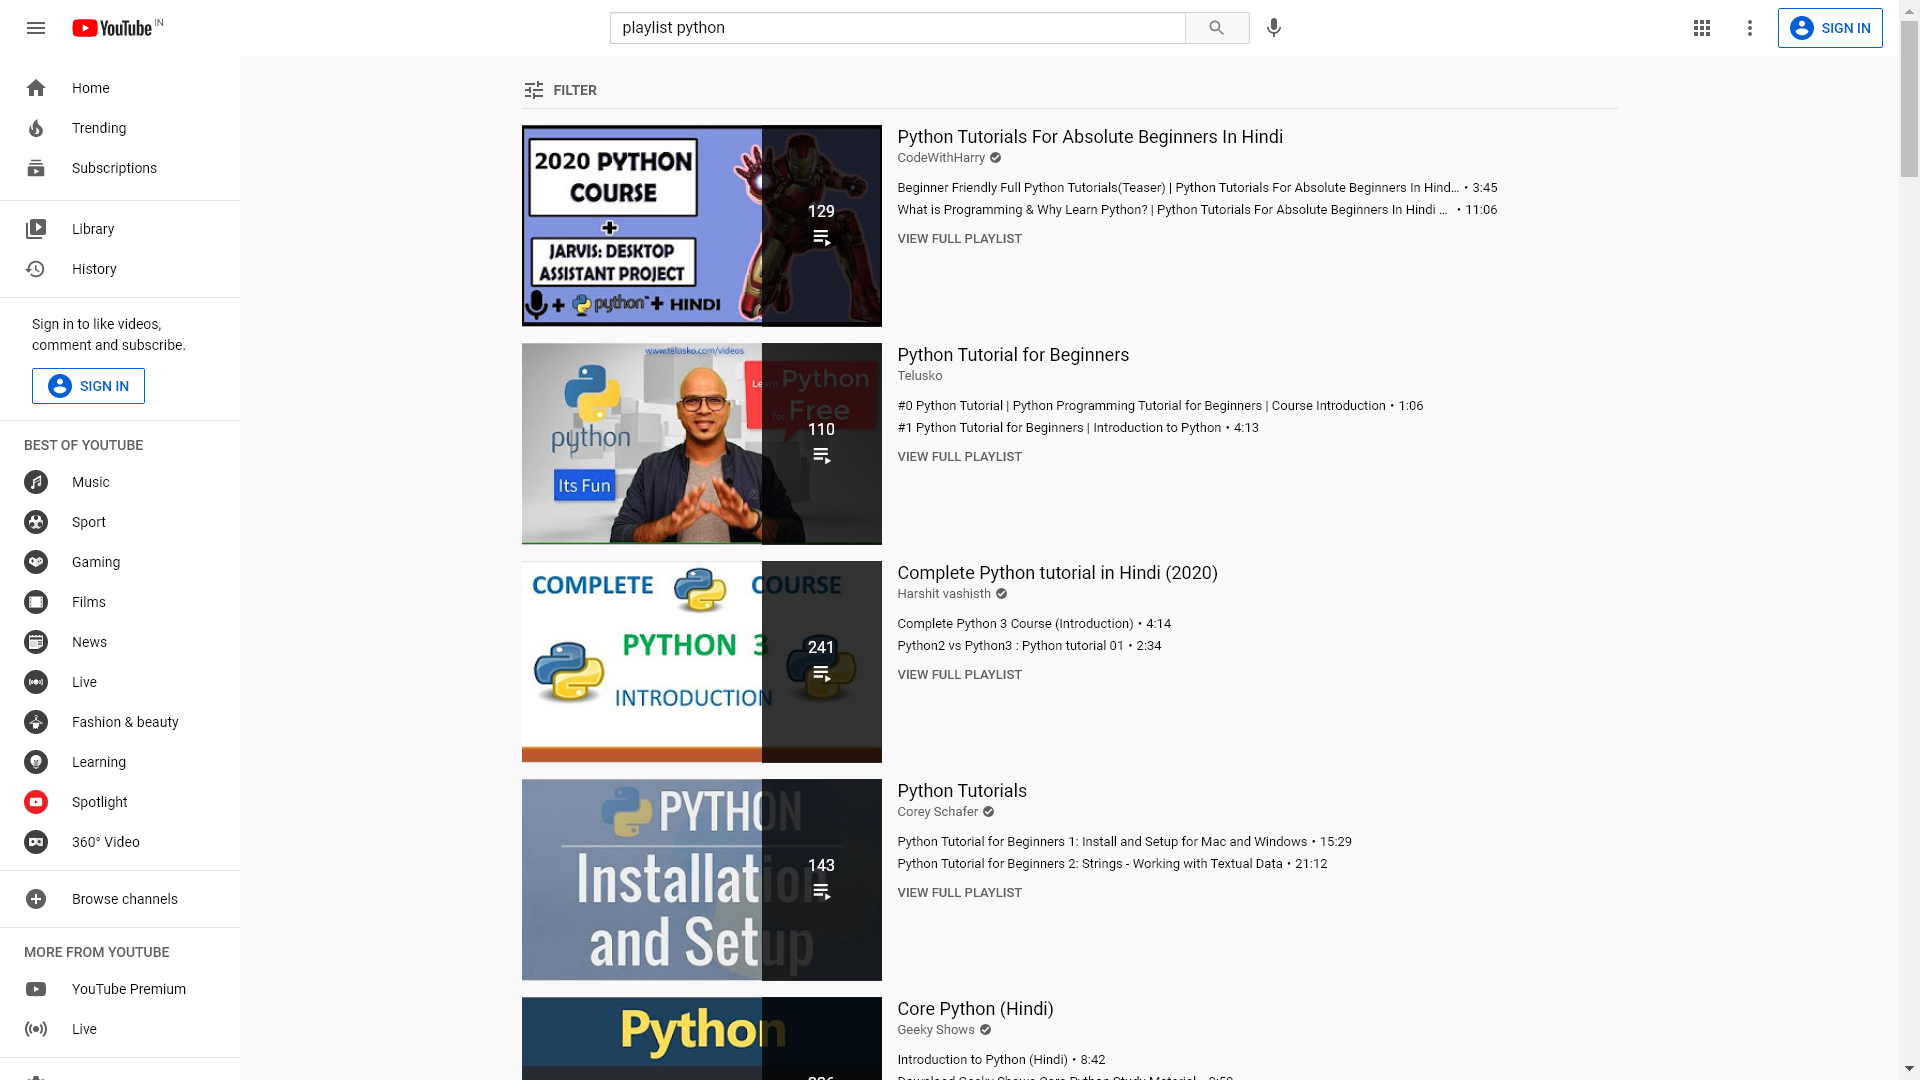 YouTube IN
playlist python
SIGN IN
Home
Trending
Subscriptions
Library
History
Sign in to like videos,
comment and subscribe.
SIGN IN
BEST OF YOUTUBE
Music
Sport
Gaming
Films
News
Live
Fashion & beauty
Learning
Spotlight
360° Video
Browse channels
MORE FROM YOUTUBE
YouTube Premium
Live
FILTER
2020 PYTHON
COURSE
+
JARVIS: DESKTOP
ASSISTANT PROJECT
+ python + HINDI
129
Python Tutorials For Absolute Beginners In Hindi
CodeWithHarry
Beginner Friendly Full Python Tutorials(Teaser) | Python Tutorials For Absolute Beginners In Hind... • 3:45
What is Programming & Why Learn Python? | Python Tutorials For Absolute Beginners In Hindi ... • 11:06
VIEW FULL PLAYLIST
www.telusko.com/videos
python
Its Fun
Learn Python
for Free
110
Python Tutorial for Beginners
Telusko
#0 Python Tutorial | Python Programming Tutorial for Beginners | Course Introduction • 1:06
#1 Python Tutorial for Beginners | Introduction to Python • 4:13
VIEW FULL PLAYLIST
COMPLETE COURSE
PYTHON 3
INTRODUCTION
241
Complete Python tutorial in Hindi (2020)
Harshit vashisth
Complete Python 3 Course (Introduction) • 4:14
Python2 vs Python3 : Python tutorial 01 • 2:34
VIEW FULL PLAYLIST
PYTHON
Installation
and Setup
143
Python Tutorials
Corey Schafer
Python Tutorial for Beginners 1: Install and Setup for Mac and Windows • 15:29
Python Tutorial for Beginners 2: Strings - Working with Textual Data • 21:12
VIEW FULL PLAYLIST
Python
Core Python (Hindi)
Geeky Shows
Introduction to Python (Hindi) • 8:42